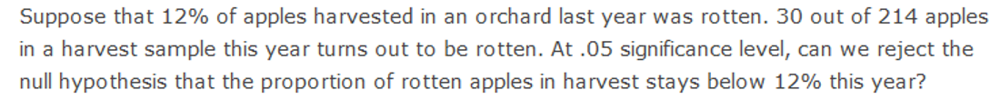 Suppose that 12% of apples harvested in an orchard last year was rotten. 30 out of 214 apples
in a harvest sample this year turns out to be rotten. At .05 significance level, can we reject the
null hypothesis that the proportion of rotten apples in harvest stays below 12% this year?